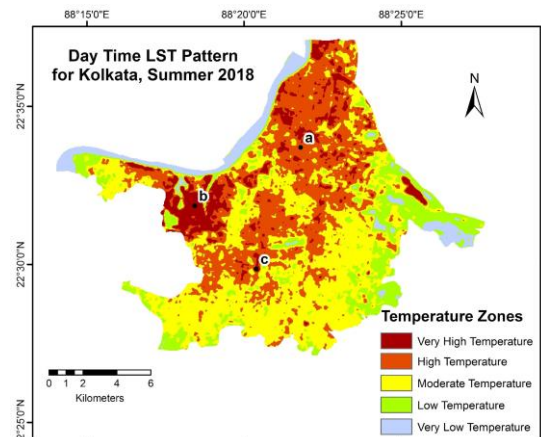 88°15'0"E 88°20'0"E 88°25'0"E
Day Time LST Pattern
for Kolkata, Summer 2018
N
22°35'0"N
a
b
22°30'0"N
c
Temperature Zones
Very High Temperature
High Temperature
Moderate Temperature
Low Temperature
Very Low Temperature
0 1 2 4 6
Kilometers
22°25'0"N